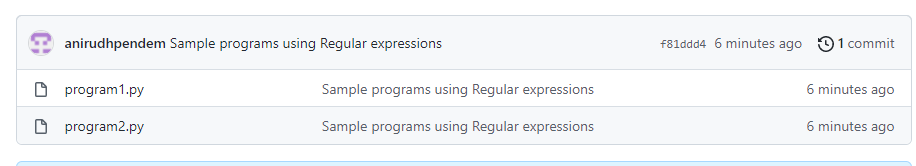 anirudhpendem Sample programs using Regular expressions f81ddd4 6 minutes ago 1 commit
program1.py Sample programs using Regular expressions 6 minutes ago
program2.py Sample programs using Regular expressions 6 minutes ago